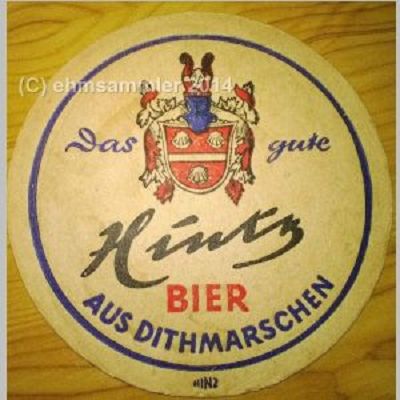 (C) ehmsammler 2014
Das gute
Hintz
BIER
AUS DITHMARSCHEN